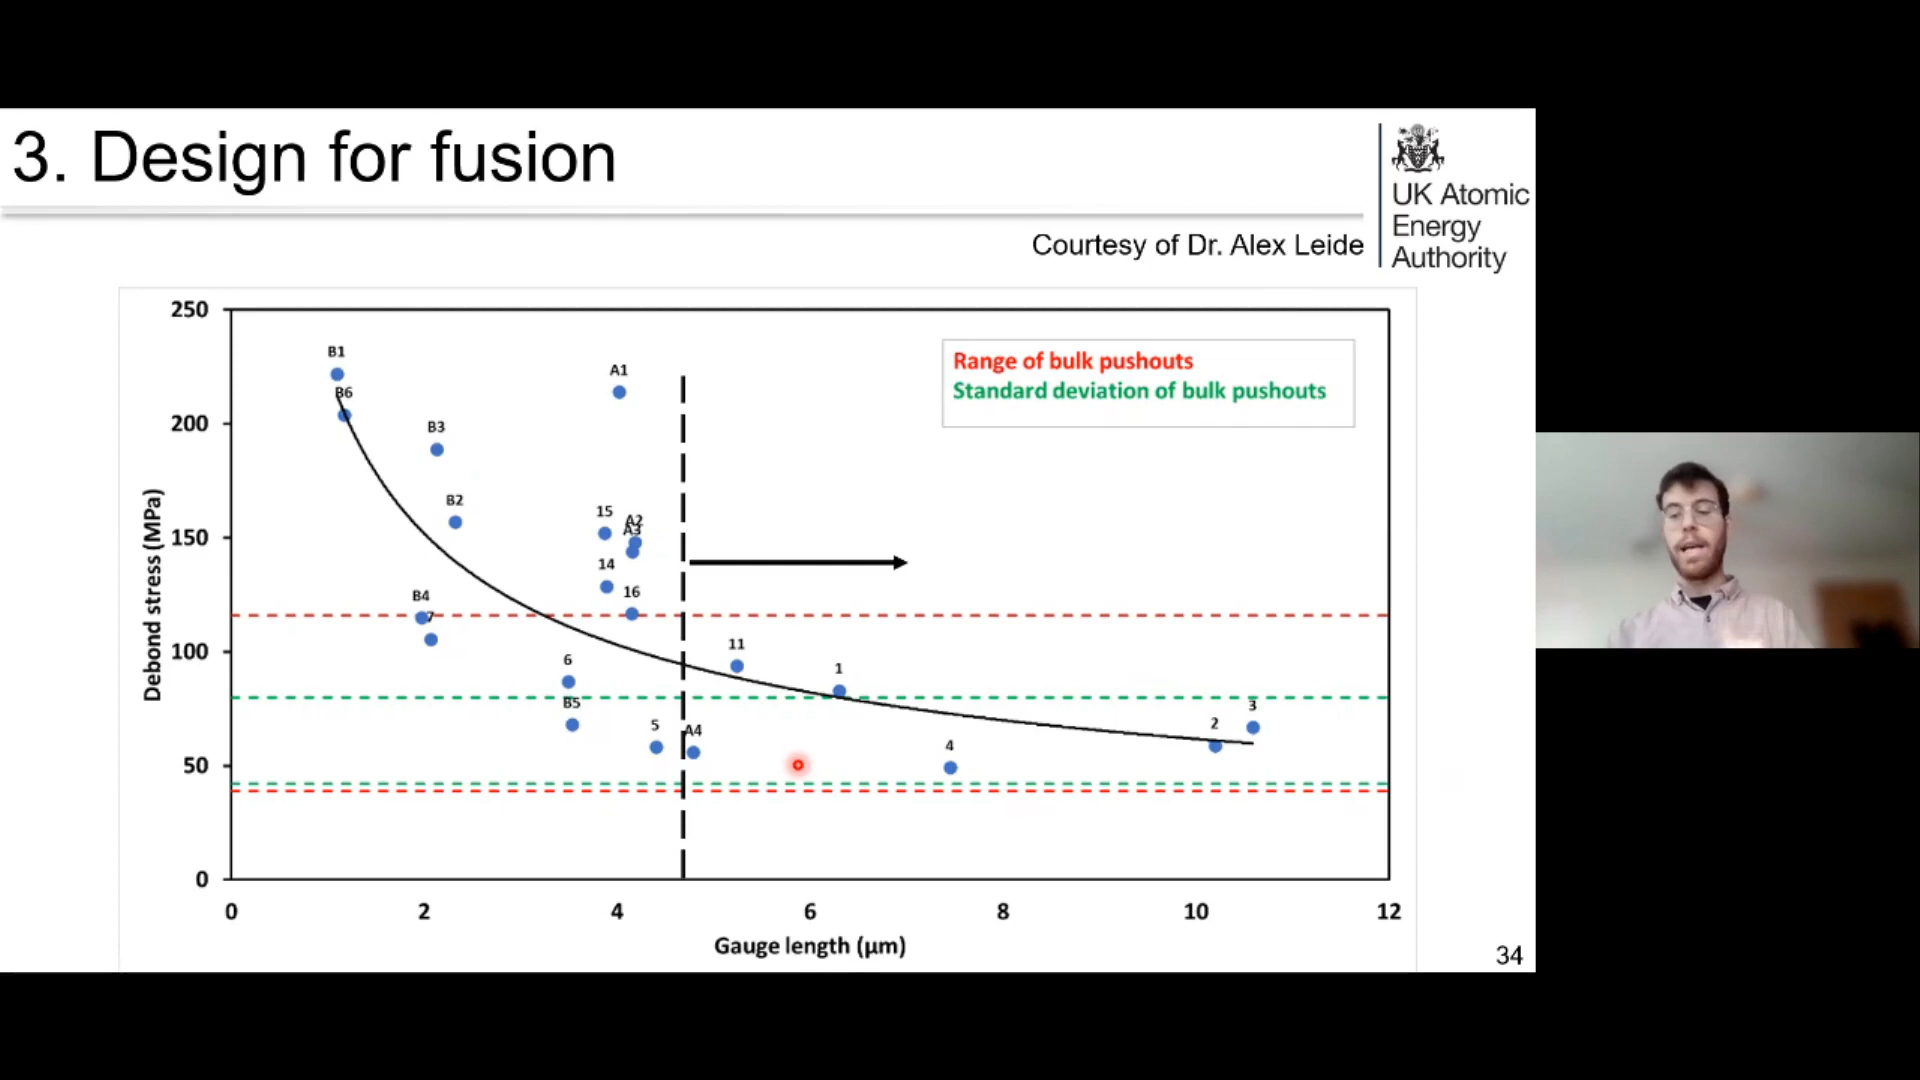 3. Design for fusion
UK Atomic
Energy
Authority
Courtesy of Dr. Alex Leide
Range of bulk pushouts
Standard deviation of bulk pushouts
Debond stress (MPa)
250
200
150
100
50
0
B1
B6
B3
B2
B4
7
A1
15
A2
A3
14
16
6
B5
5
A4
11
1
4
2
3
0 2 4 6 8 10 12
Gauge length (μm)
34